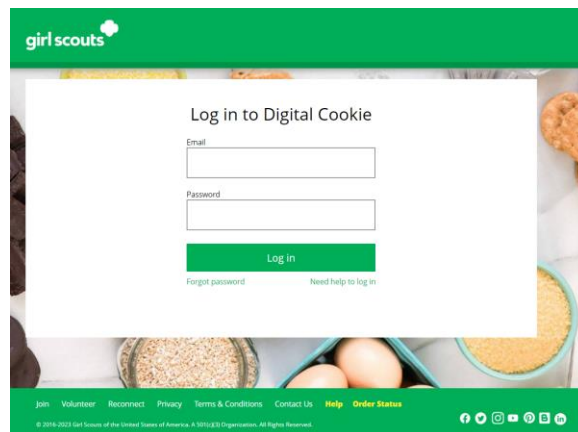 girl scouts
Log in to Digital Cookie
Email
Password
Log in
Forgot password Need help to log in
Join Volunteer Reconnect Privacy Terms & Conditions Contact Us Help Order Status
© 2016-2023 Girl Scouts of the United States of America. A 501(c)(3) Organization. All Rights Reserved.